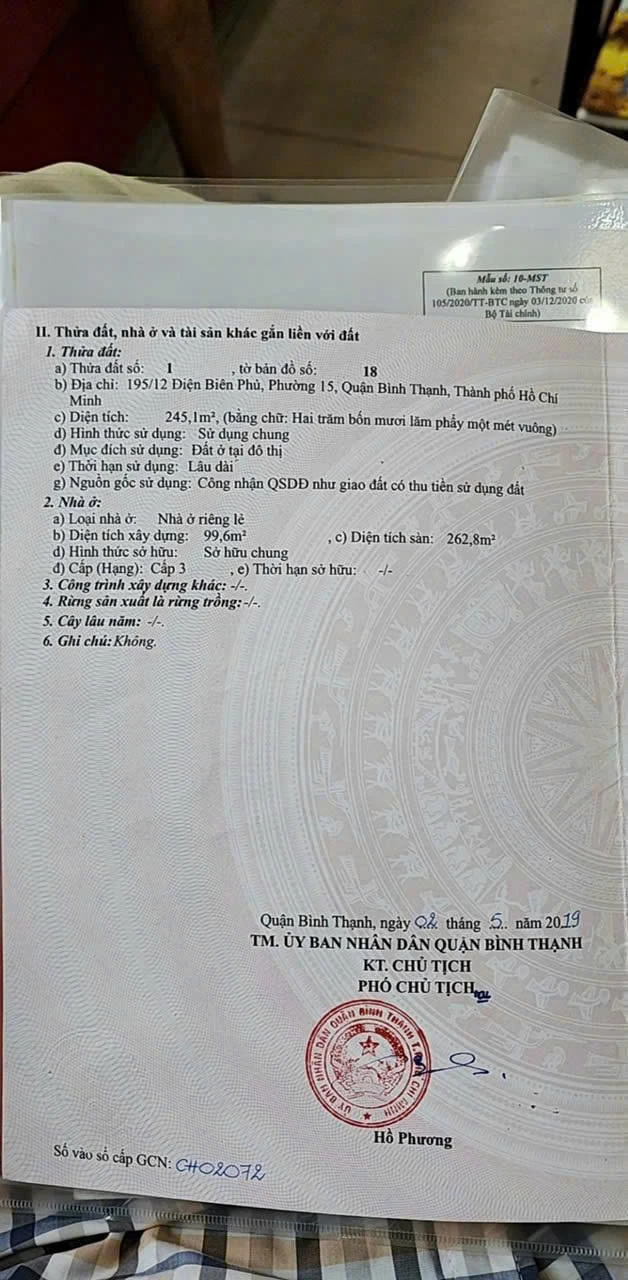 Mẫu số: 10-MST
(Ban hành kèm theo Thông tư số
105/2020/TT-BTC ngày 03/12/2020 của
Bộ Tài chính)
II. Thửa đất, nhà ở và tài sản khác gắn liền với đất
1. Thửa đất:
a) Thửa đất số: 1 , tờ bản đồ số: 18
b) Địa chỉ: 195/12 Điện Biên Phủ, Phường 15, Quận Bình Thạnh, Thành phố Hồ Chí
Minh
c) Diện tích: 245,1m², (bằng chữ: Hai trăm bốn mươi lăm phẩy một mét vuông)
d) Hình thức sử dụng: Sử dụng chung
đ) Mục đích sử dụng: Đất ở tại đô thị
e) Thời hạn sử dụng: Lâu dài
g) Nguồn gốc sử dụng: Công nhận QSDĐ như giao đất có thu tiền sử dụng đất
2. Nhà ở:
a) Loại nhà ở: Nhà ở riêng lẻ
b) Diện tích xây dựng: 99,6m² , c) Diện tích sàn: 262,8m²
d) Hình thức sở hữu: Sở hữu chung
đ) Cấp (Hạng): Cấp 3 , e) Thời hạn sở hữu: -/-
3. Công trình xây dựng khác: -/-.
4. Rừng sản xuất là rừng trồng: -/-.
5. Cây lâu năm: -/-.
6. Ghi chú: Không.
Quận Bình Thạnh, ngày 02 tháng 5.. năm 2019
TM. ỦY BAN NHÂN DÂN QUẬN BÌNH THẠNH
KT. CHỦ TỊCH
PHÓ CHỦ TỊCH
ỦY BAN NHÂN DÂN QUẬN BÌNH THẠNH
Hồ Phương
Số vào sổ cấp GCN: CH02072